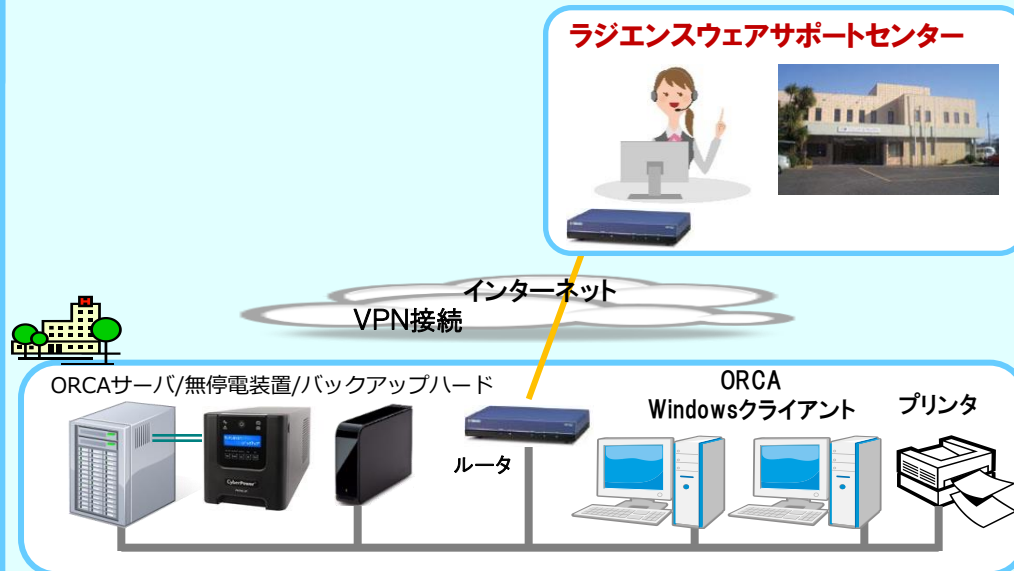 ラジエンスウェアサポートセンター
インターネット
VPN接続
H
ORCAサーバ/無停電装置/バックアップハード
ORCA
Windowsクライアント
プリンタ
CyberPower
ルータ